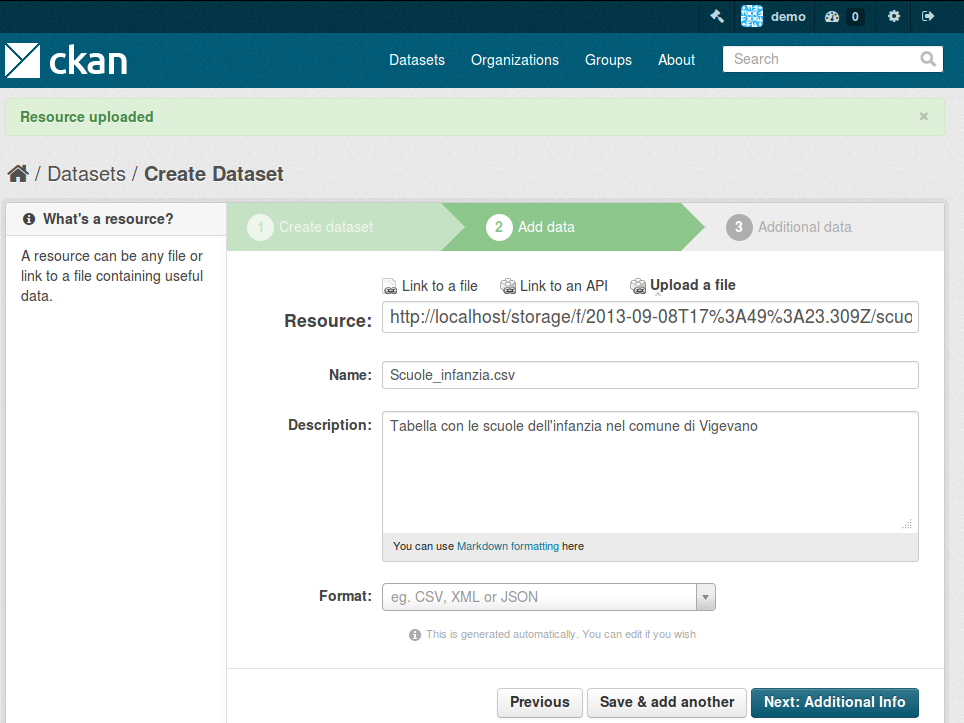 demo 0
ckan Datasets Organizations Groups About Search
Resource uploaded ×
/ Datasets / Create Dataset
What's a resource?
A resource can be any file or
link to a file containing useful
data.
1 Create dataset 2 Add data 3 Additional data
Link to a file Link to an API Upload a file
Resource: http://localhost/storage/f/2013-09-08T17%3A49%3A23.309Z/scuo
Name: Scuole_infanzia.csv
Description: Tabella con le scuole dell'infanzia nel comune di Vigevano
You can use Markdown formatting here
Format: eg. CSV, XML or JSON
This is generated automatically. You can edit if you wish
Previous Save & add another Next: Additional Info